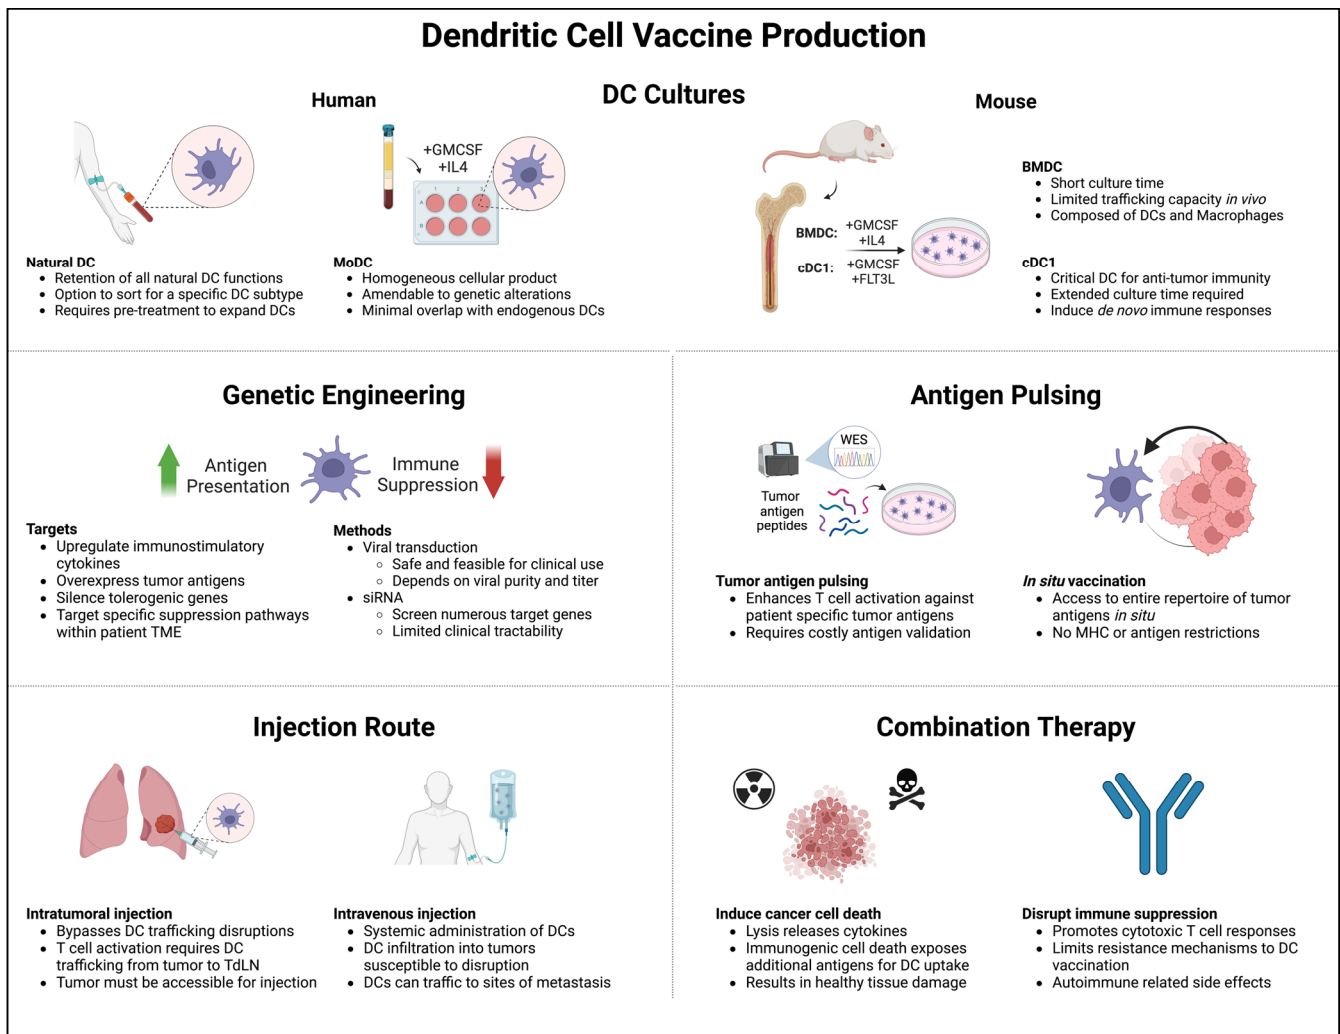 Dendritic Cell Vaccine Production
DC Cultures
Human
Mouse
+GMCSF
+IL4
1 2 3
A
B
Natural DC
• Retention of all natural DC functions
• Option to sort for a specific DC subtype
• Requires pre-treatment to expand DCs
MoDC
• Homogeneous cellular product
• Amendable to genetic alterations
• Minimal overlap with endogenous DCs
BMDC: +GMCSF
+IL4
cDC1: +GMCSF
+FLT3L
BMDC
• Short culture time
• Limited trafficking capacity in vivo
• Composed of DCs and Macrophages
cDC1
• Critical DC for anti-tumor immunity
• Extended culture time required
• Induce de novo immune responses
Genetic Engineering
Antigen
Presentation
Immune
Suppression
Targets
• Upregulate immunostimulatory
cytokines
• Overexpress tumor antigens
• Silence tolerogenic genes
• Target specific suppression pathways
within patient TME
Methods
• Viral transduction
○ Safe and feasible for clinical use
○ Depends on viral purity and titer
• siRNA
○ Screen numerous target genes
○ Limited clinical tractability
Antigen Pulsing
WES
Tumor
antigen
peptides
Tumor antigen pulsing
• Enhances T cell activation against
patient specific tumor antigens
• Requires costly antigen validation
In situ vaccination
• Access to entire repertoire of tumor
antigens in situ
• No MHC or antigen restrictions
Injection Route
Intratumoral injection
• Bypasses DC trafficking disruptions
• T cell activation requires DC
trafficking from tumor to TdLN
• Tumor must be accessible for injection
Intravenous injection
• Systemic administration of DCs
• DC infiltration into tumors
susceptible to disruption
• DCs can traffic to sites of metastasis
Combination Therapy
Induce cancer cell death
• Lysis releases cytokines
• Immunogenic cell death exposes
additional antigens for DC uptake
• Results in healthy tissue damage
Disrupt immune suppression
• Promotes cytotoxic T cell responses
• Limits resistance mechanisms to DC
vaccination
• Autoimmune related side effects